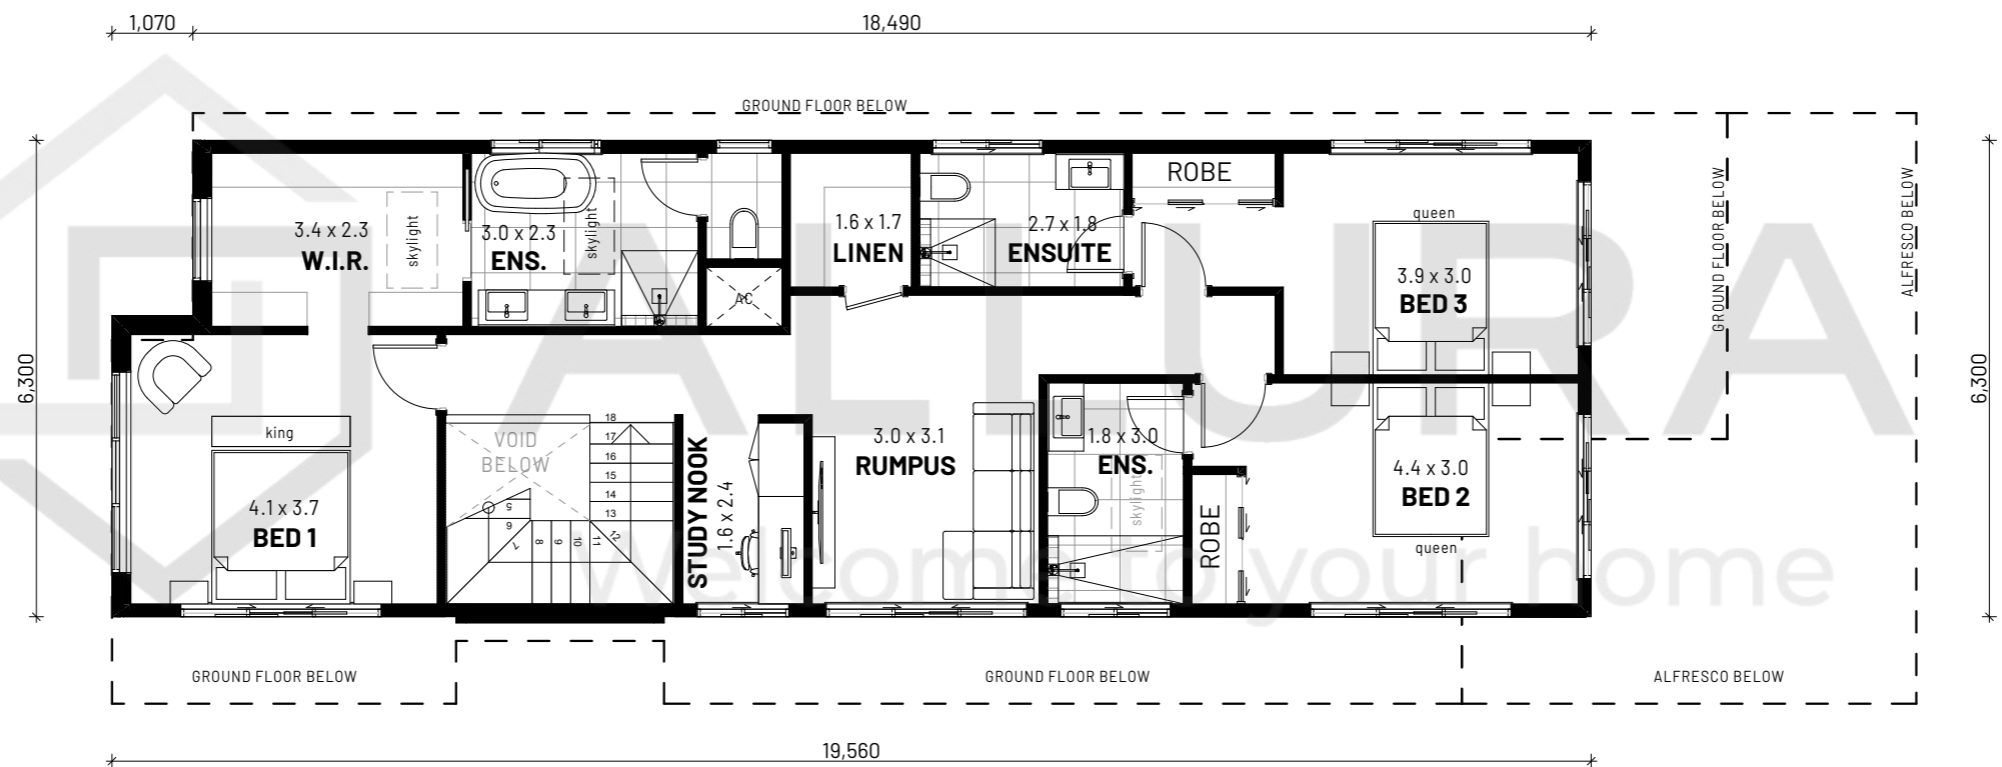 1,070
18,490
GROUND FLOOR BELOW
ROBE
queen
3.4 x 2.3
W.I.R.
skylight
3.0 x 2.3
ENS.
skylight
1.6 x 1.7
LINEN
2.7 x 1.8
ENSUITE
3.9 x 3.0
BED 3
GROUND FLOOR BELOW
ALFRESCO BELOW
AC
ALLURA
6,300
6,300
king
VOID
BELOW
18
17
16
15
14
13
12
11
10
9
8
7
6
5
STUDY NOOK
1.6 x 2.4
3.0 x 3.1
RUMPUS
1.8 x 3.0
ENS.
skylight
ROBE
4.4 x 3.0
BED 2
queen
4.1 x 3.7
BED 1
Welcome to your home
GROUND FLOOR BELOW
GROUND FLOOR BELOW
ALFRESCO BELOW
19,560